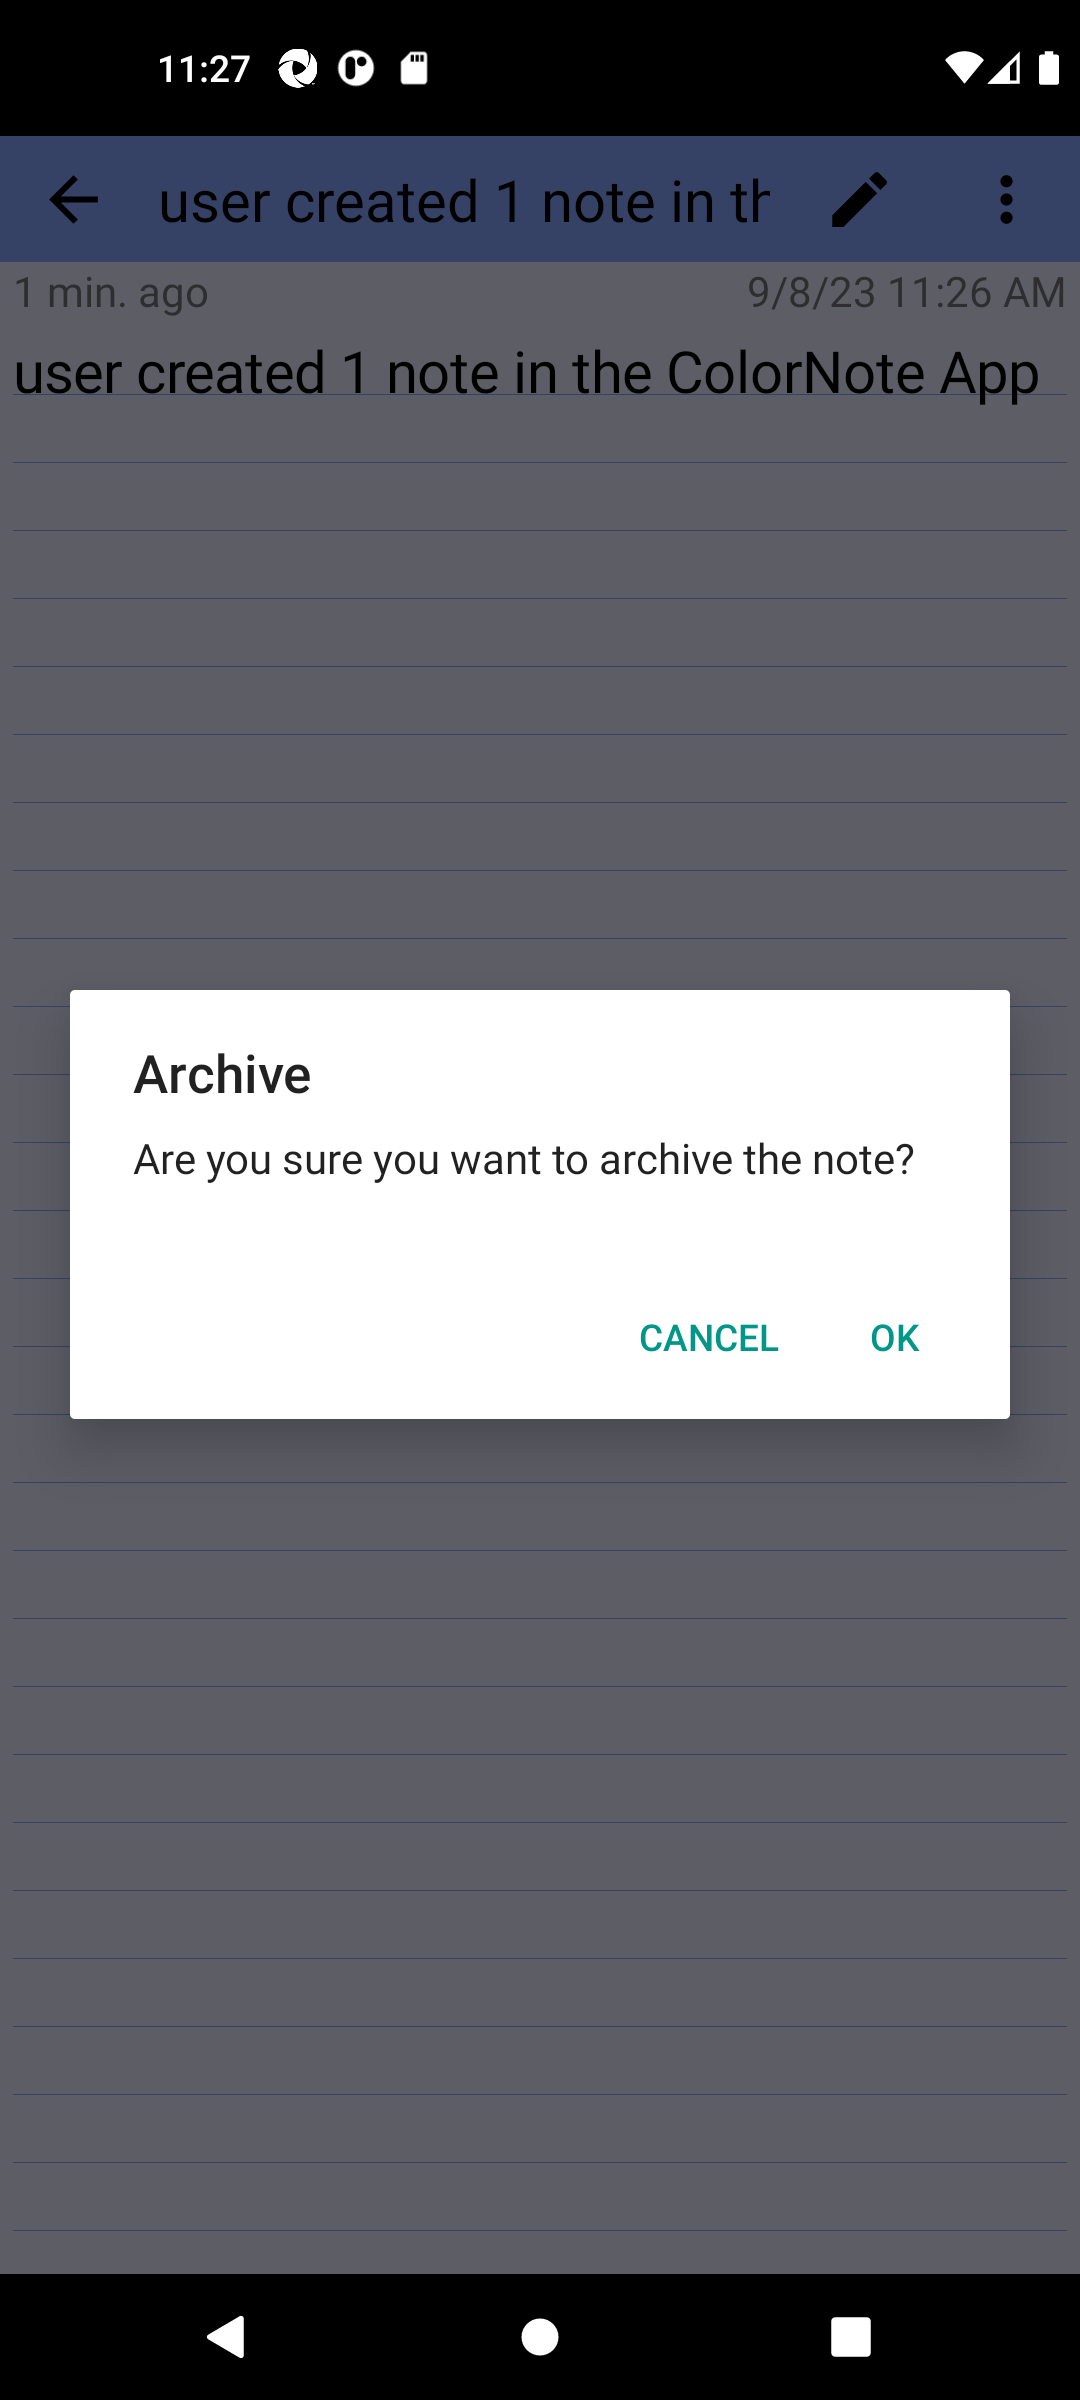 11:27
user created 1 note in th
1 min. ago 9/8/23 11:26 AM
user created 1 note in the ColorNote App
Archive
Are you sure you want to archive the note?
CANCEL OK